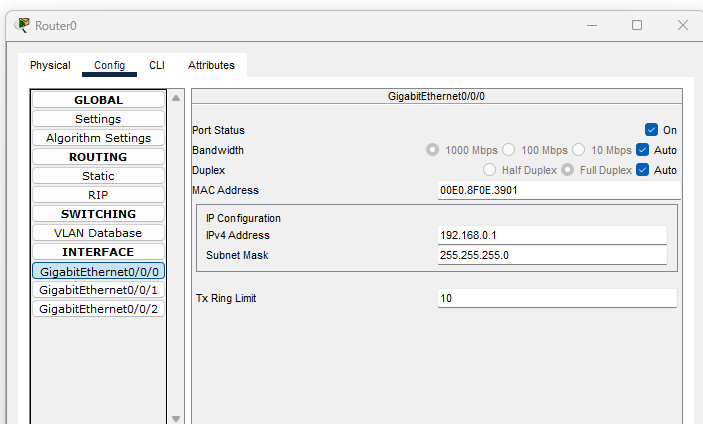 Router0
Physical Config CLI Attributes
GLOBAL
Settings
Algorithm Settings
ROUTING
Static
RIP
SWITCHING
VLAN Database
INTERFACE
GigabitEthernet0/0/0
GigabitEthernet0/0/1
GigabitEthernet0/0/2
GigabitEthernet0/0/0
Port Status On
Bandwidth 1000 Mbps 100 Mbps 10 Mbps Auto
Duplex Half Duplex Full Duplex Auto
MAC Address 00E0.8F0E.3901
IP Configuration
IPv4 Address 192.168.0.1
Subnet Mask 255.255.255.0
Tx Ring Limit 10